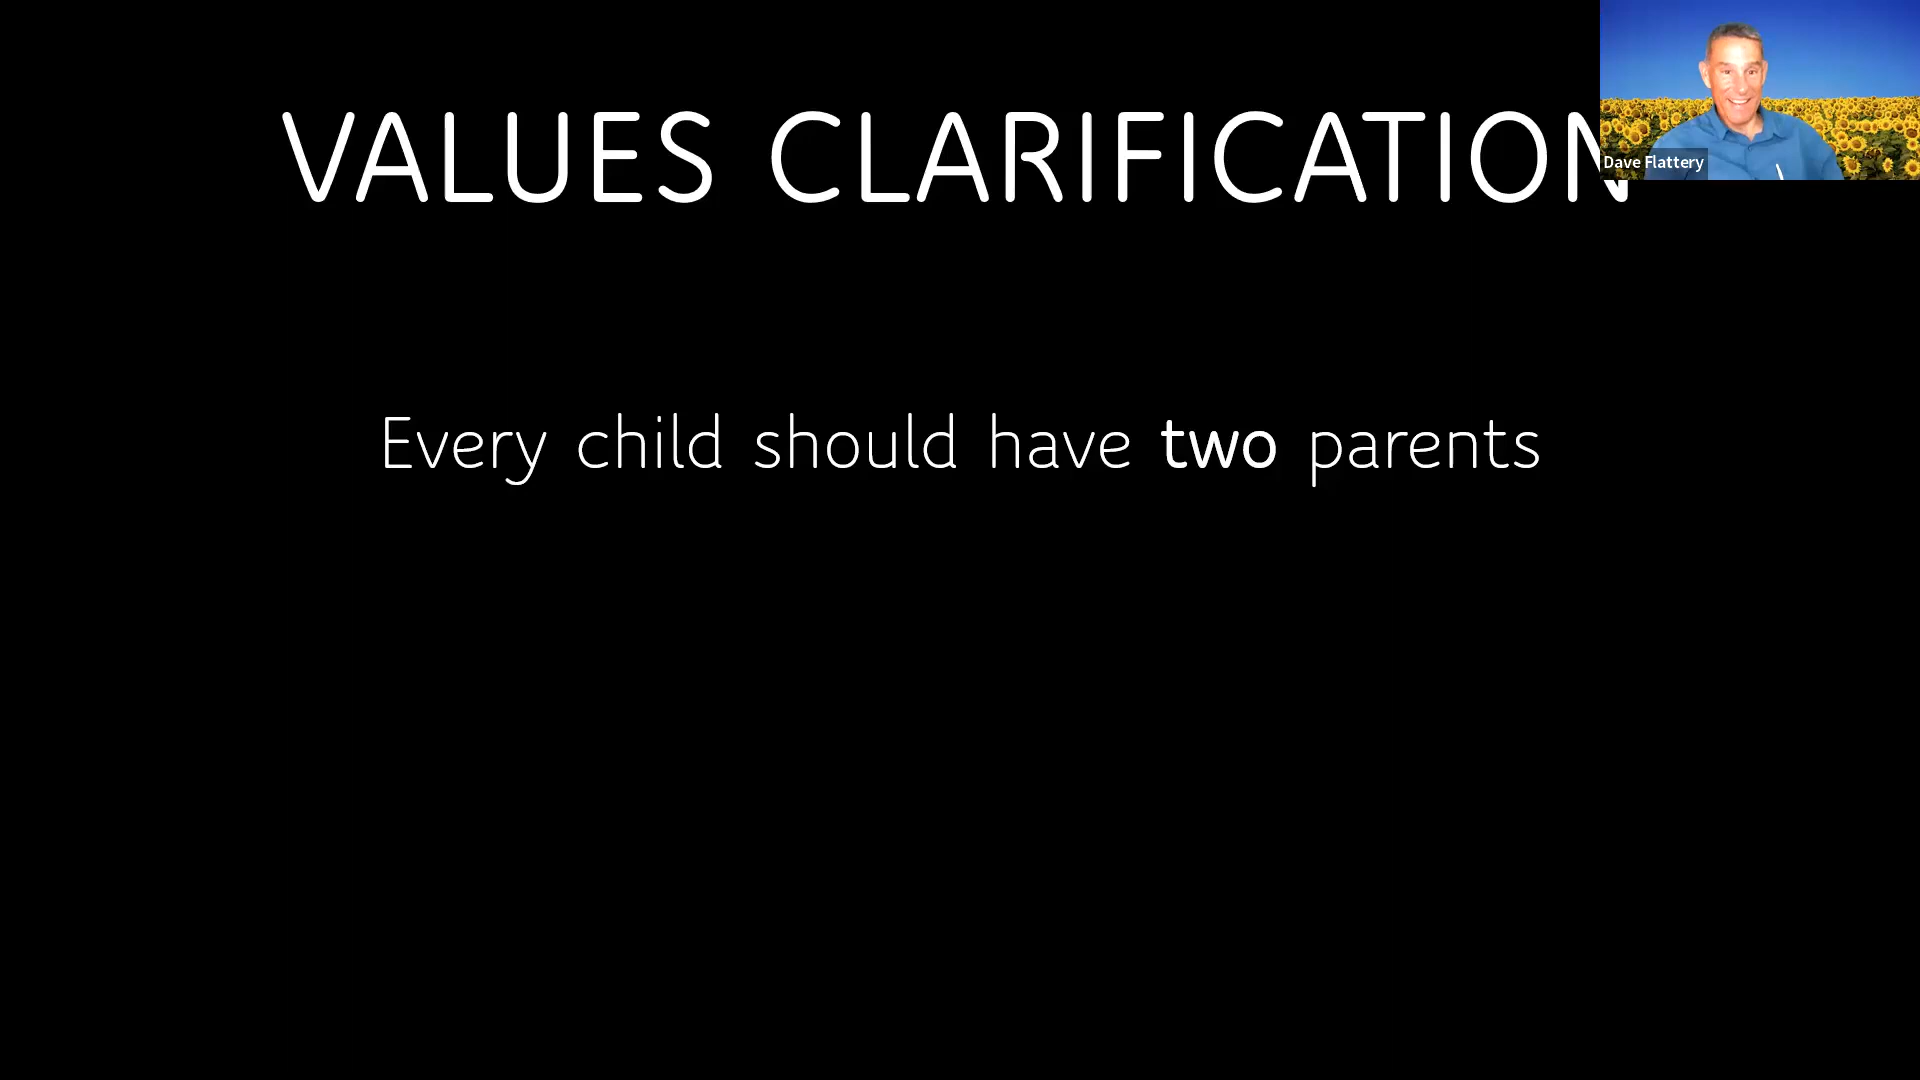 VALUES CLARIFICATION
Dave Flattery
Every child should have two parents